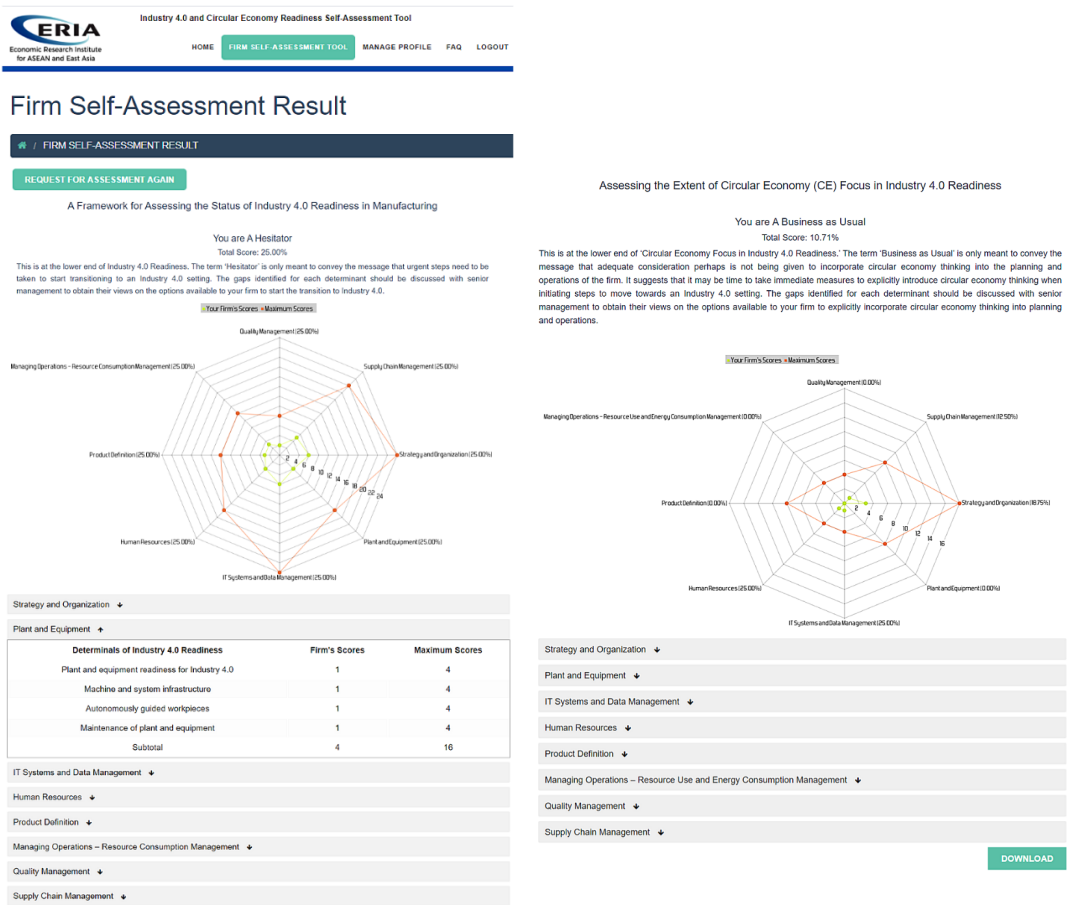 ERIA
Economic Research Institute
for ASEAN and East Asia
Industry 4.0 and Circular Economy Readiness Self-Assessment Tool
HOME FIRM SELF-ASSESSMENT TOOL MANAGE PROFILE FAQ LOGOUT
Firm Self-Assessment Result
/ FIRM SELF-ASSESSMENT RESULT
REQUEST FOR ASSESSMENT AGAIN
A Framework for Assessing the Status of Industry 4.0 Readiness in Manufacturing
You are A Hesitator
Total Score: 25.00%
This is at the lower end of Industry 4.0 Readiness. The term 'Hesitator' is only meant to convey the message that urgent steps need to be
taken to start transitioning to an Industry 4.0 setting. The gaps identified for each determinant should be discussed with senior
management to obtain their views on the options available to your firm to start the transition to Industry 4.0.
Your Firm's Scores Maximum Scores
Quality Management (25.00%)
Managing Operations - Resource Consumption Management (25.00%)
Supply Chain Management (25.00%)
Product Definition (25.00%)
Strategy and Organization (25.00%)
2 4 6 8 10 12 14 16 18 20 22 24
Human Resources (25.00%)
Plant and Equipment (25.00%)
IT Systems and Data Management (25.00%)
Strategy and Organization
Plant and Equipment
Determinals of Industry 4.0 Readiness Firm's Scores Maximum Scores
Plant and equipment readiness for Industry 4.0 1 4
Machine and system infrastructure 1 4
Autonomously guided workpieces 1 4
Maintenance of plant and equipment 1 4
Subtotal 4 16
IT Systems and Data Management
Human Resources
Product Definition
Managing Operations – Resource Consumption Management
Quality Management
Supply Chain Management
Assessing the Extent of Circular Economy (CE) Focus in Industry 4.0 Readiness
You are A Business as Usual
Total Score: 10.71%
This is at the lower end of 'Circular Economy Focus in Industry 4.0 Readiness.' The term 'Business as Usual' is only meant to convey the
message that adequate consideration perhaps is not being given to incorporate circular economy thinking into the planning and
operations of the firm. It suggests that it may be time to take immediate measures to explicitly introduce circular economy thinking when
initiating steps to move towards an Industry 4.0 setting. The gaps identified for each determinant should be discussed with senior
management to obtain their views on the options available to your firm to explicitly incorporate circular economy thinking into planning
and operations.
Your Firm's Scores Maximum Scores
Quality Management (0.00%)
Managing Operations - Resource Use and Energy Consumption Management (0.00%)
Supply Chain Management (12.50%)
Product Definition (0.00%)
Strategy and Organization (18.75%)
2 4 6 8 10 12 14 16
Human Resources (25.00%)
Plant and Equipment (0.00%)
IT Systems and Data Management (25.00%)
Strategy and Organization
Plant and Equipment
IT Systems and Data Management
Human Resources
Product Definition
Managing Operations – Resource Use and Energy Consumption Management
Quality Management
Supply Chain Management
DOWNLOAD